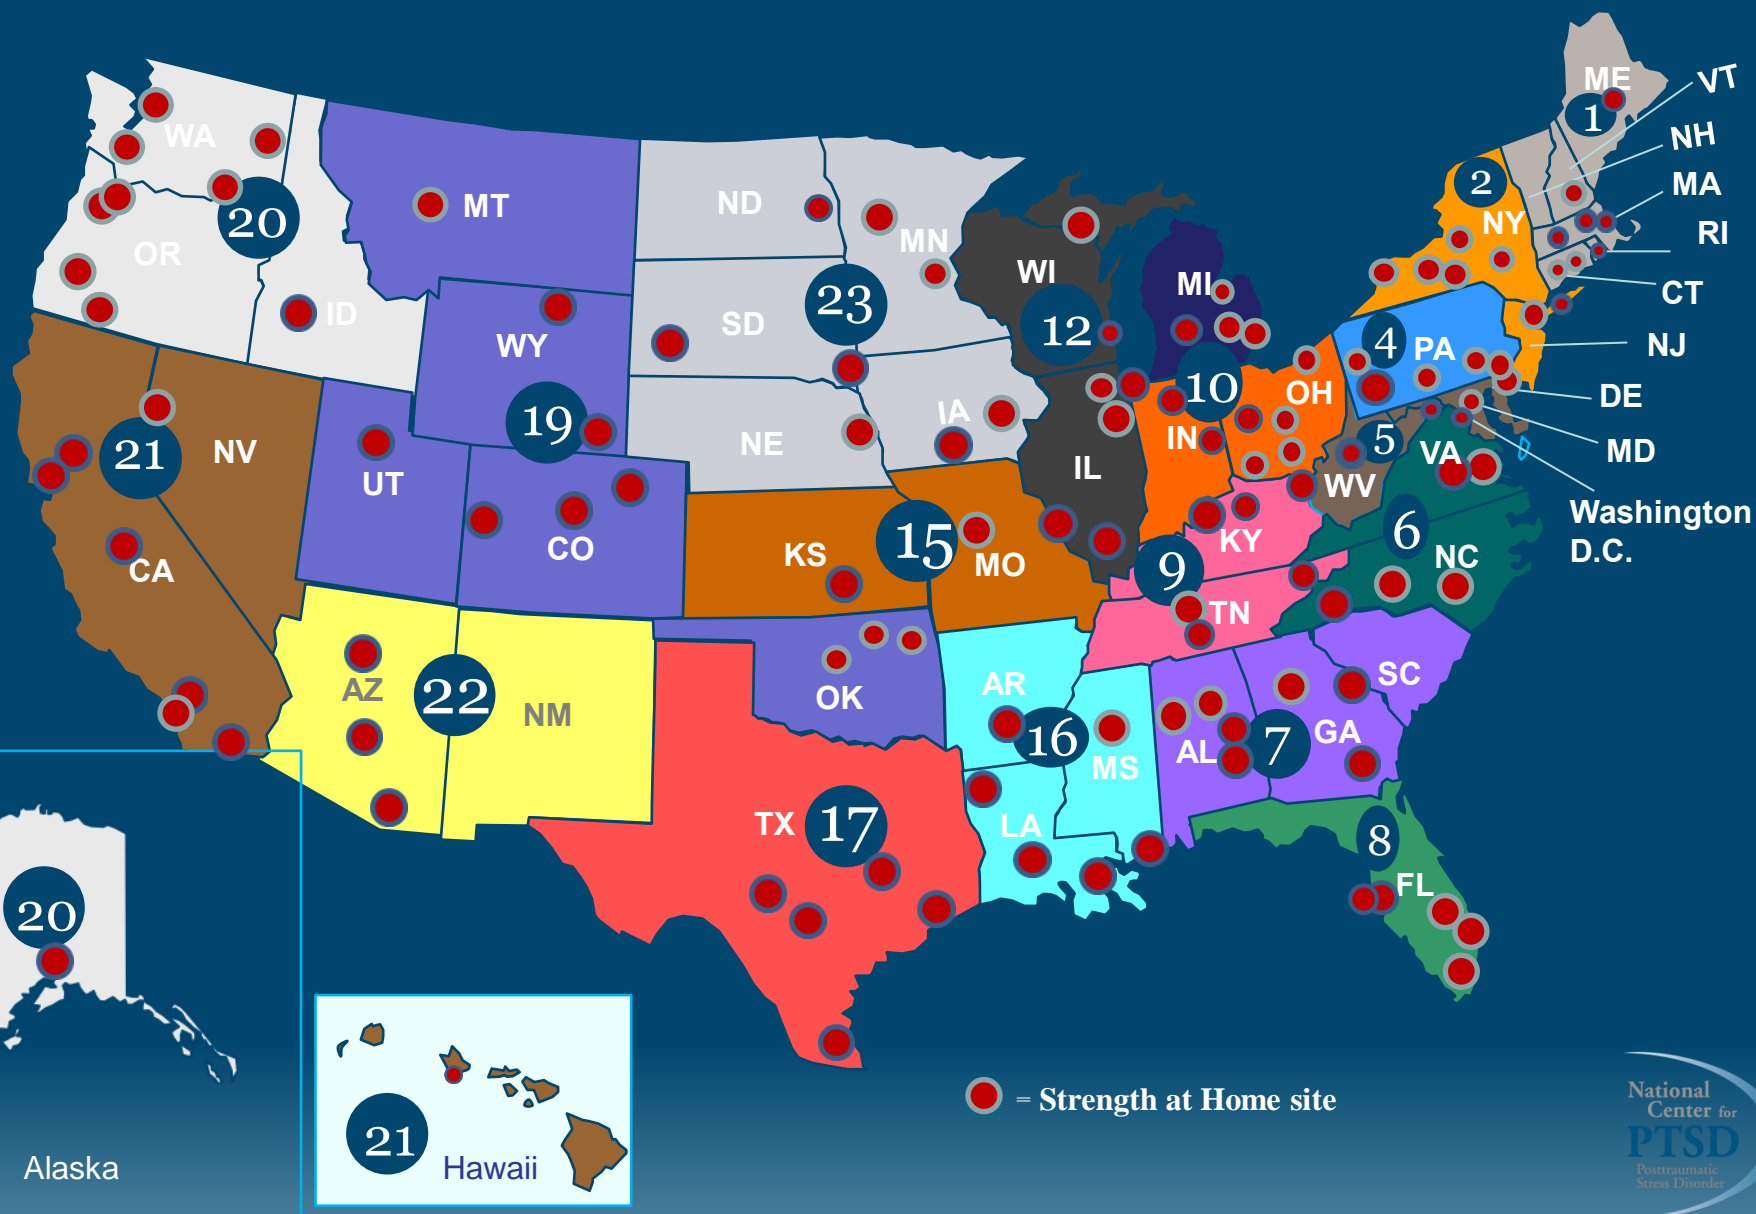 ME
VT
1
NH
WA
2
MA
MT
ND
NY
RI
20
OR
MN
WI
MI
CT
ID
SD
23
12
WY
4
PA
NJ
10
OH
DE
19
IA
NE
IN
5
MD
21
NV
UT
IL
VA
WV
Washington
D.C.
CO
KS
15
MO
KY
6
NC
CA
9
TN
AZ
22
NM
OK
AR
SC
16
MS
AL
7
GA
TX
17
LA
8
FL
20
= Strength at Home site
21
Hawaii
Alaska
National
Center for
PTSD
Posttraumatic
Stress Disorder